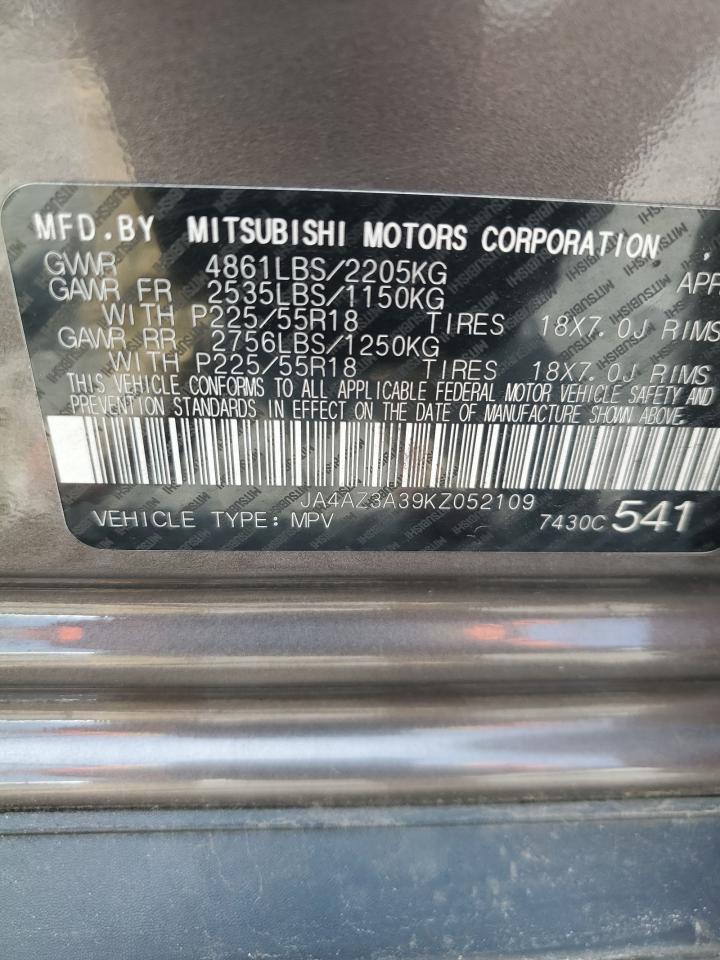 MFD.BY MITSUBISHI MOTORS CORPORATION
GVWR 4861LBS/2205KG APR
GAWR FR 2535LBS/1150KG
WITH P225/55R18 TIRES 18X7.0J RIMS
GAWR RR 2756LBS/1250KG
WITH P225/55R18 TIRES 18X7.0J RIMS
THIS VEHICLE CONFORMS TO ALL APPLICABLE FEDERAL MOTOR VEHICLE SAFETY AND
PREVENTION STANDARDS IN EFFECT ON THE DATE OF MANUFACTURE SHOWN ABOVE.
JA4AZ3A39KZ052109
VEHICLE TYPE:MPV 7430C 541